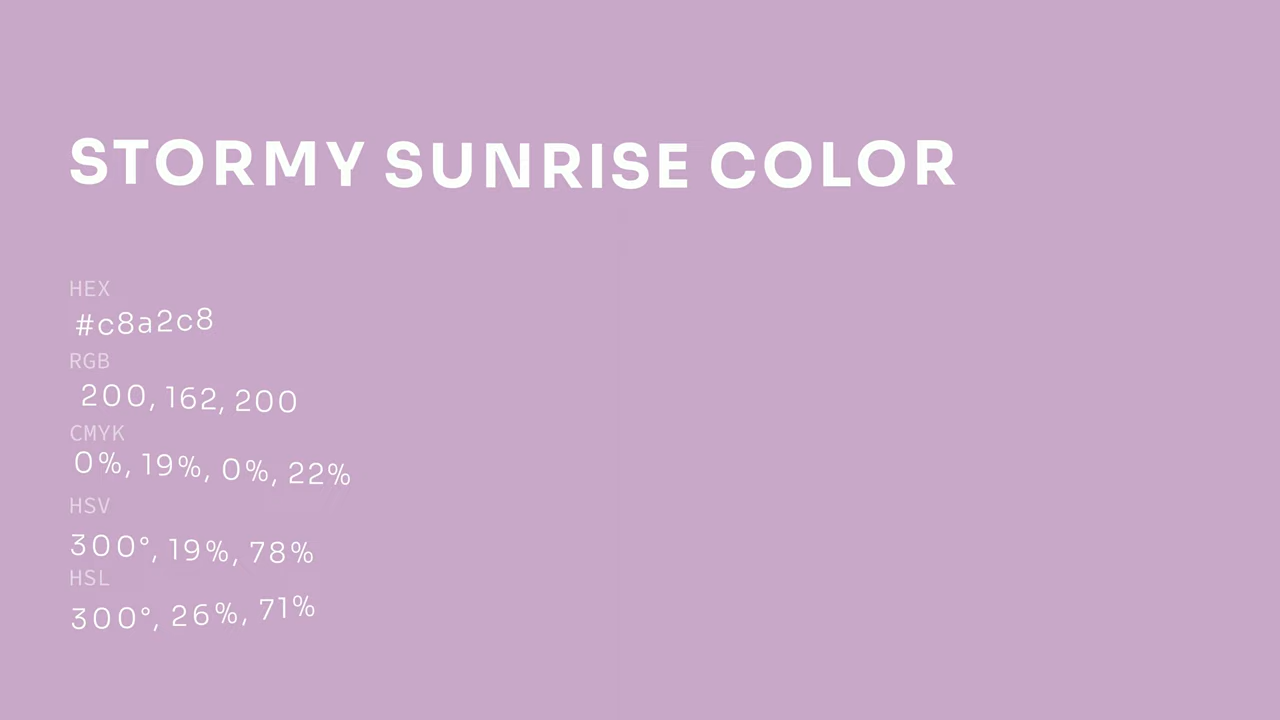 STORMY SUNRISE COLOR
HEX
#c8a2c8
RGB
200, 162, 200
CMYK
0%, 19%, 0%, 22%
HSV
300°, 19%, 78%
HSL
300°, 26%, 71%